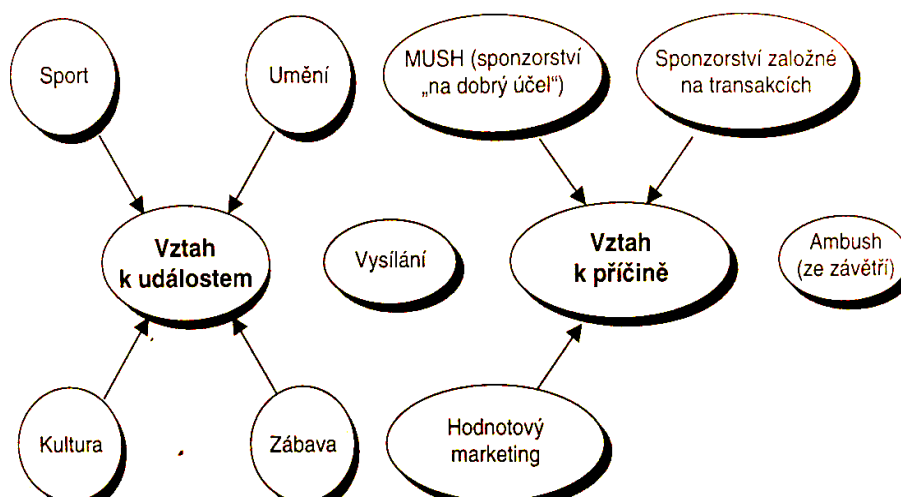 Sport
Umění
MUSH (sponzorství
„na dobrý účel“)
Sponzorství založné
na transakcích
Vztah
k událostem
Vysílání
Vztah
k příčině
Ambush
(ze závětří)
Kultura
Zábava
Hodnotový
marketing